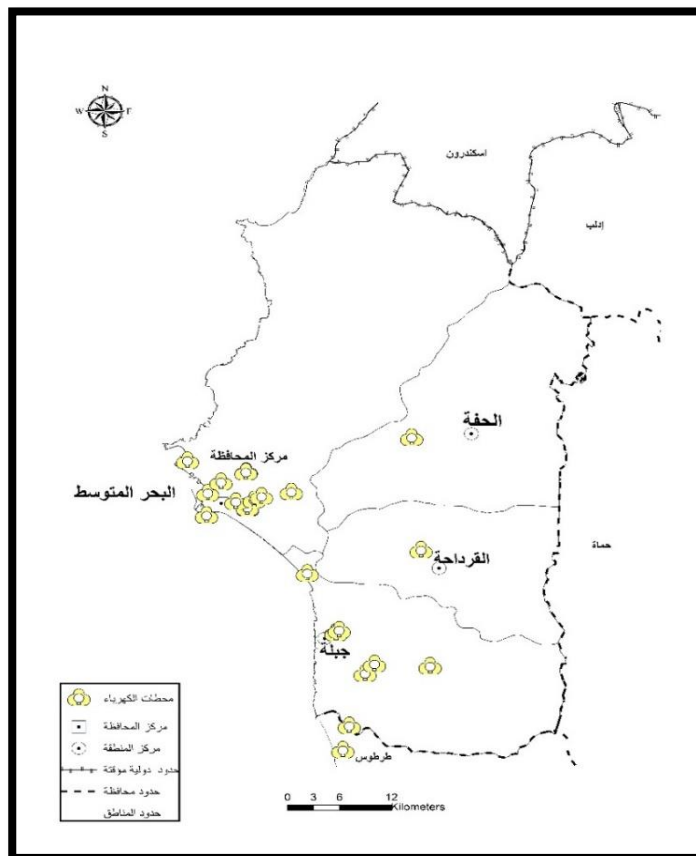 N
W
E
S
اسكندرون
إدلب
الحفة
مركز المحافظة
البحر المتوسط
القرداحة
حماة
جبلة
طرطوس
محطات الكهرباء
مركز المحافظة
مركز المنطقة
حدود دولية موقتة
حدود محافظة
حدود المناطق
0 3 6 12
Kilometers